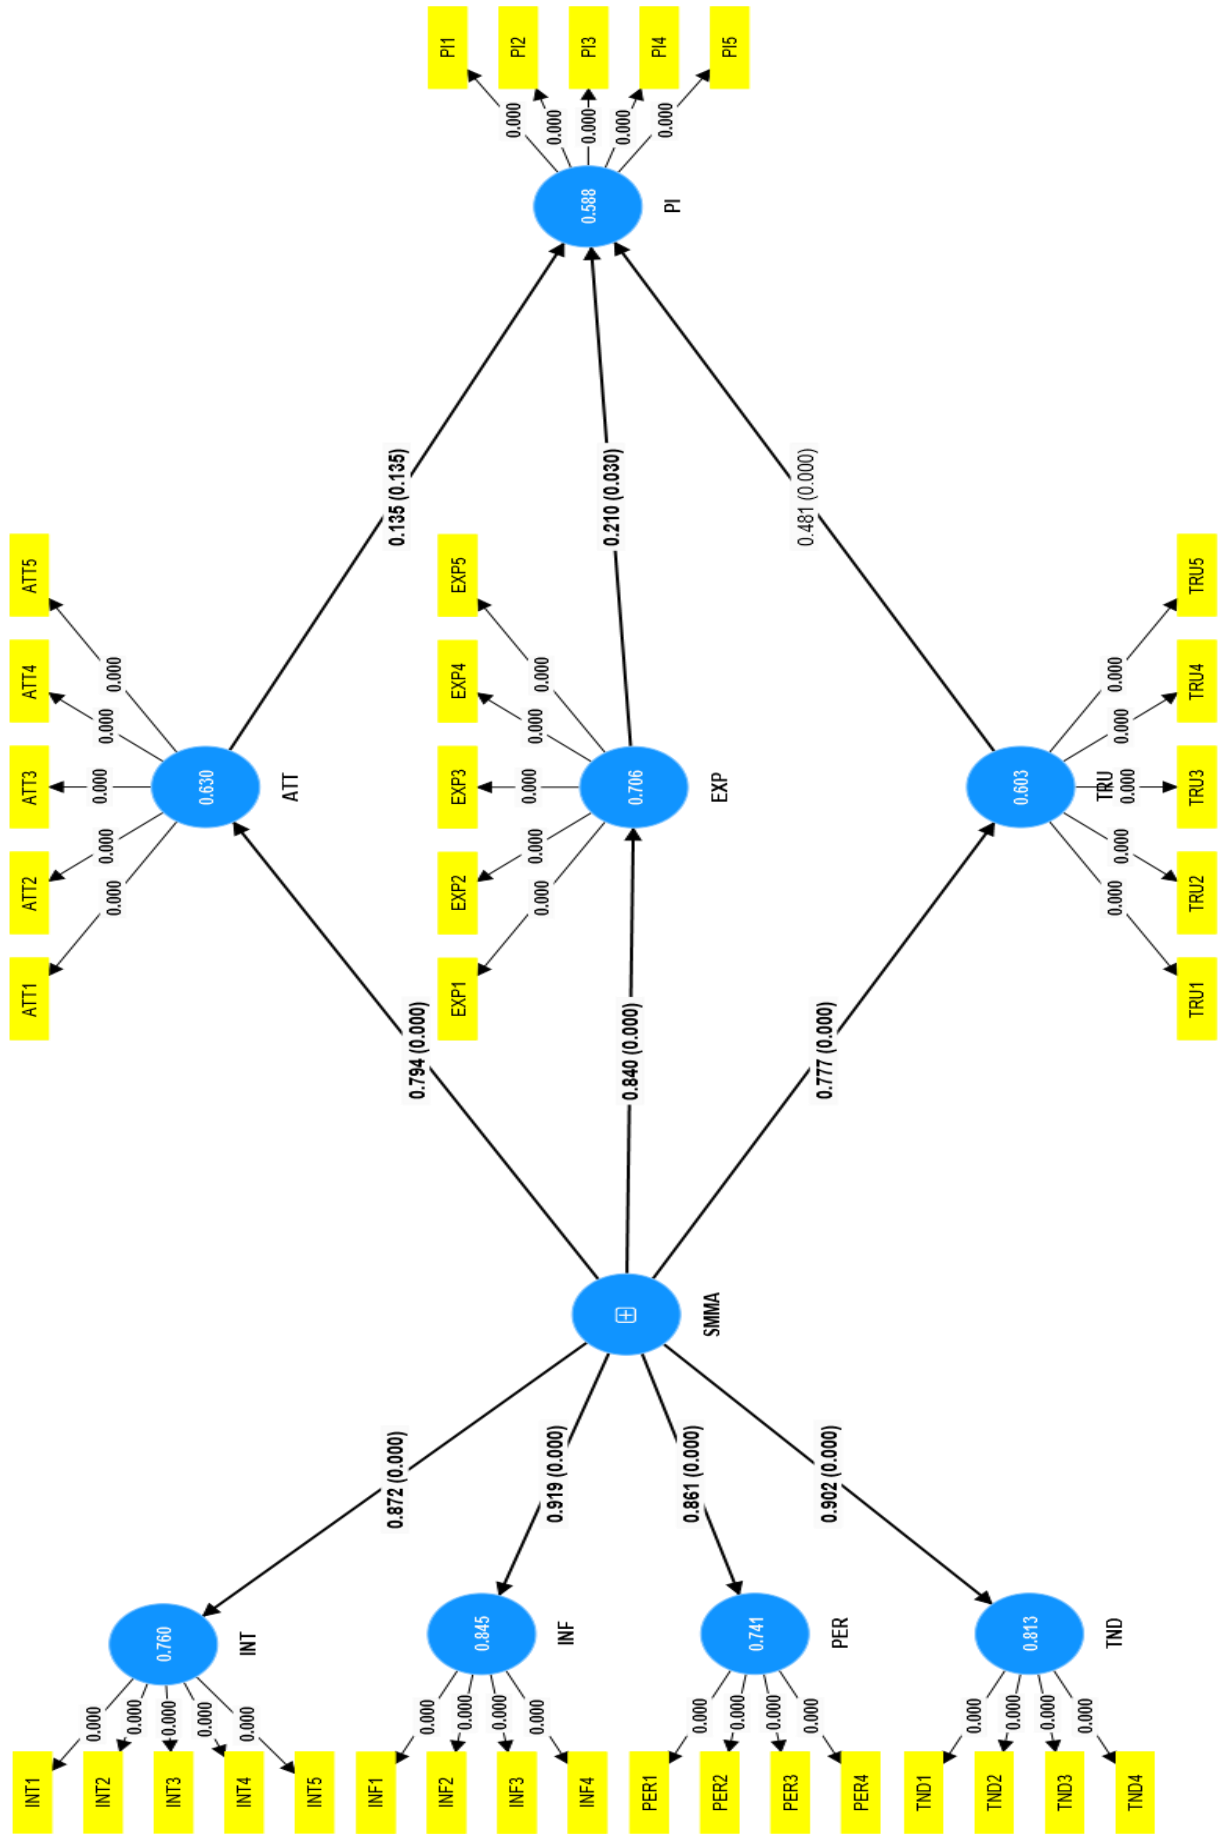 INT1
INT2
INT3
INT4
INT5
0.000
0.000
0.000
0.000
0.000
0.760
INT
INF1
INF2
INF3
INF4
0.000
0.000
0.000
0.000
0.845
INF
PER1
PER2
PER3
PER4
0.000
0.000
0.000
0.000
0.741
PER
TND1
TND2
TND3
TND4
0.000
0.000
0.000
0.000
0.813
TND
0.872 (0.000)
0.919 (0.000)
0.861 (0.000)
0.902 (0.000)
SMMA
0.794 (0.000)
0.840 (0.000)
0.777 (0.000)
ATT1
ATT2
ATT3
ATT4
ATT5
0.000
0.000
0.000
0.000
0.000
0.630
ATT
EXP1
EXP2
EXP3
EXP4
EXP5
0.000
0.000
0.000
0.000
0.000
0.706
EXP
0.603
TRU
0.000
0.000
0.000
0.000
0.000
TRU1
TRU2
TRU3
TRU4
TRU5
0.135 (0.135)
0.210 (0.030)
0.481 (0.000)
0.588
PI
0.000
0.000
0.000
0.000
0.000
PI1
PI2
PI3
PI4
PI5